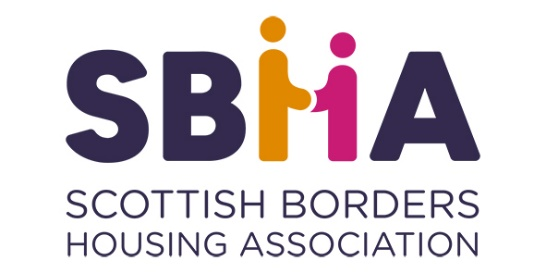 SBHA
SCOTTISH BORDERS
HOUSING ASSOCIATION